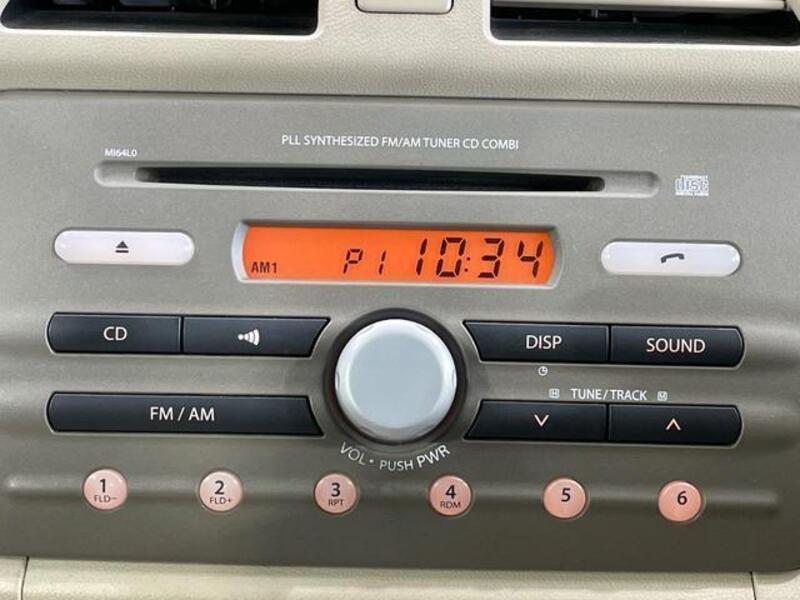 PLL SYNTHESIZED FM/AM TUNER CD COMBI
MI64L0
disc
AM1 P1 10:34
CD
DISP
SOUND
H TUNE/TRACK M
FM / AM
VOL • PUSH PWR
1 FLD−
2 FLD+
3 RPT
4 RDM
5
6